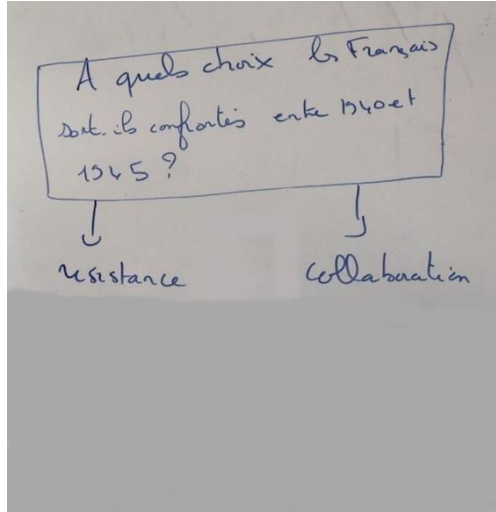 A quels choix les Français
sont-ils confrontés entre 1940 et
1945 ?
résistance
collaboration